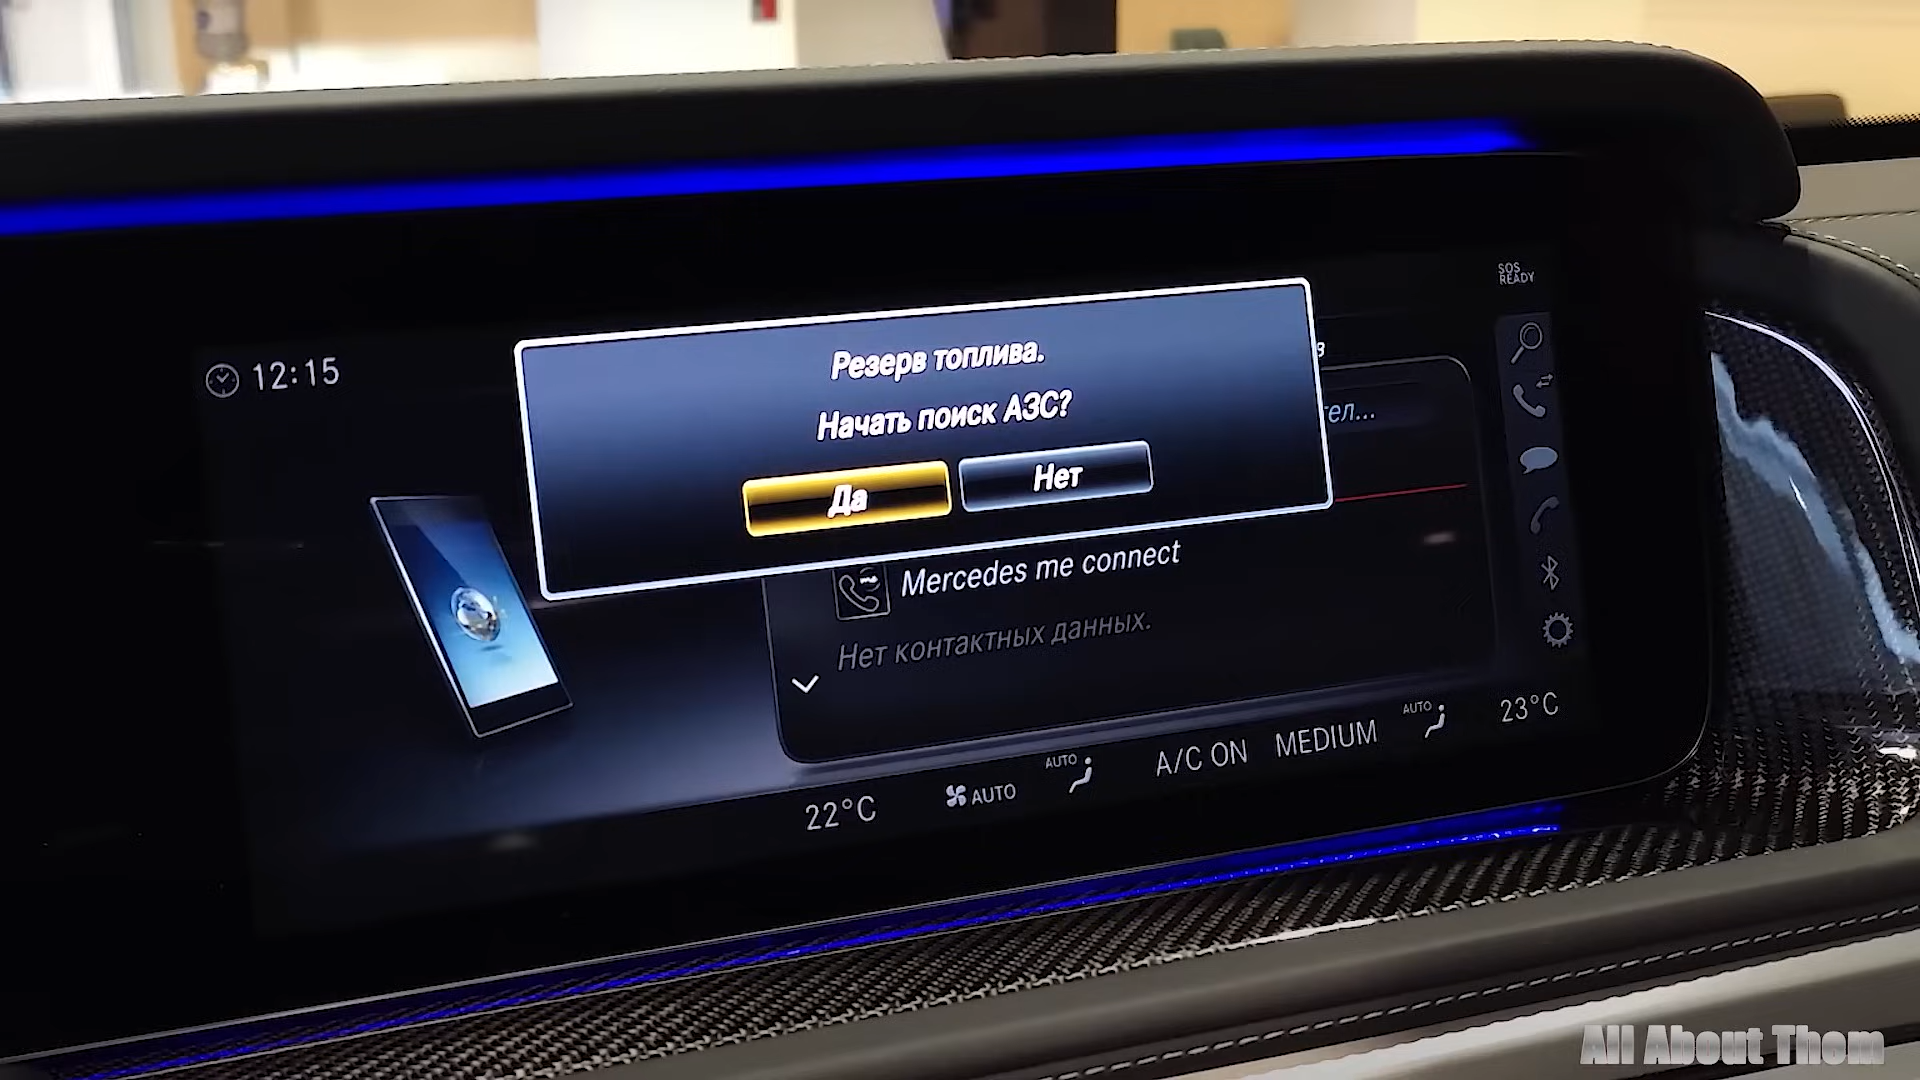 SOS
READY
12:15
Резерв топлива.
Начать поиск АЗС?
Да
Нет
тел...
Mercedes me connect
Нет контактных данных.
22°C
AUTO
AUTO
A/C ON
MEDIUM
AUTO
23°C
All About Them